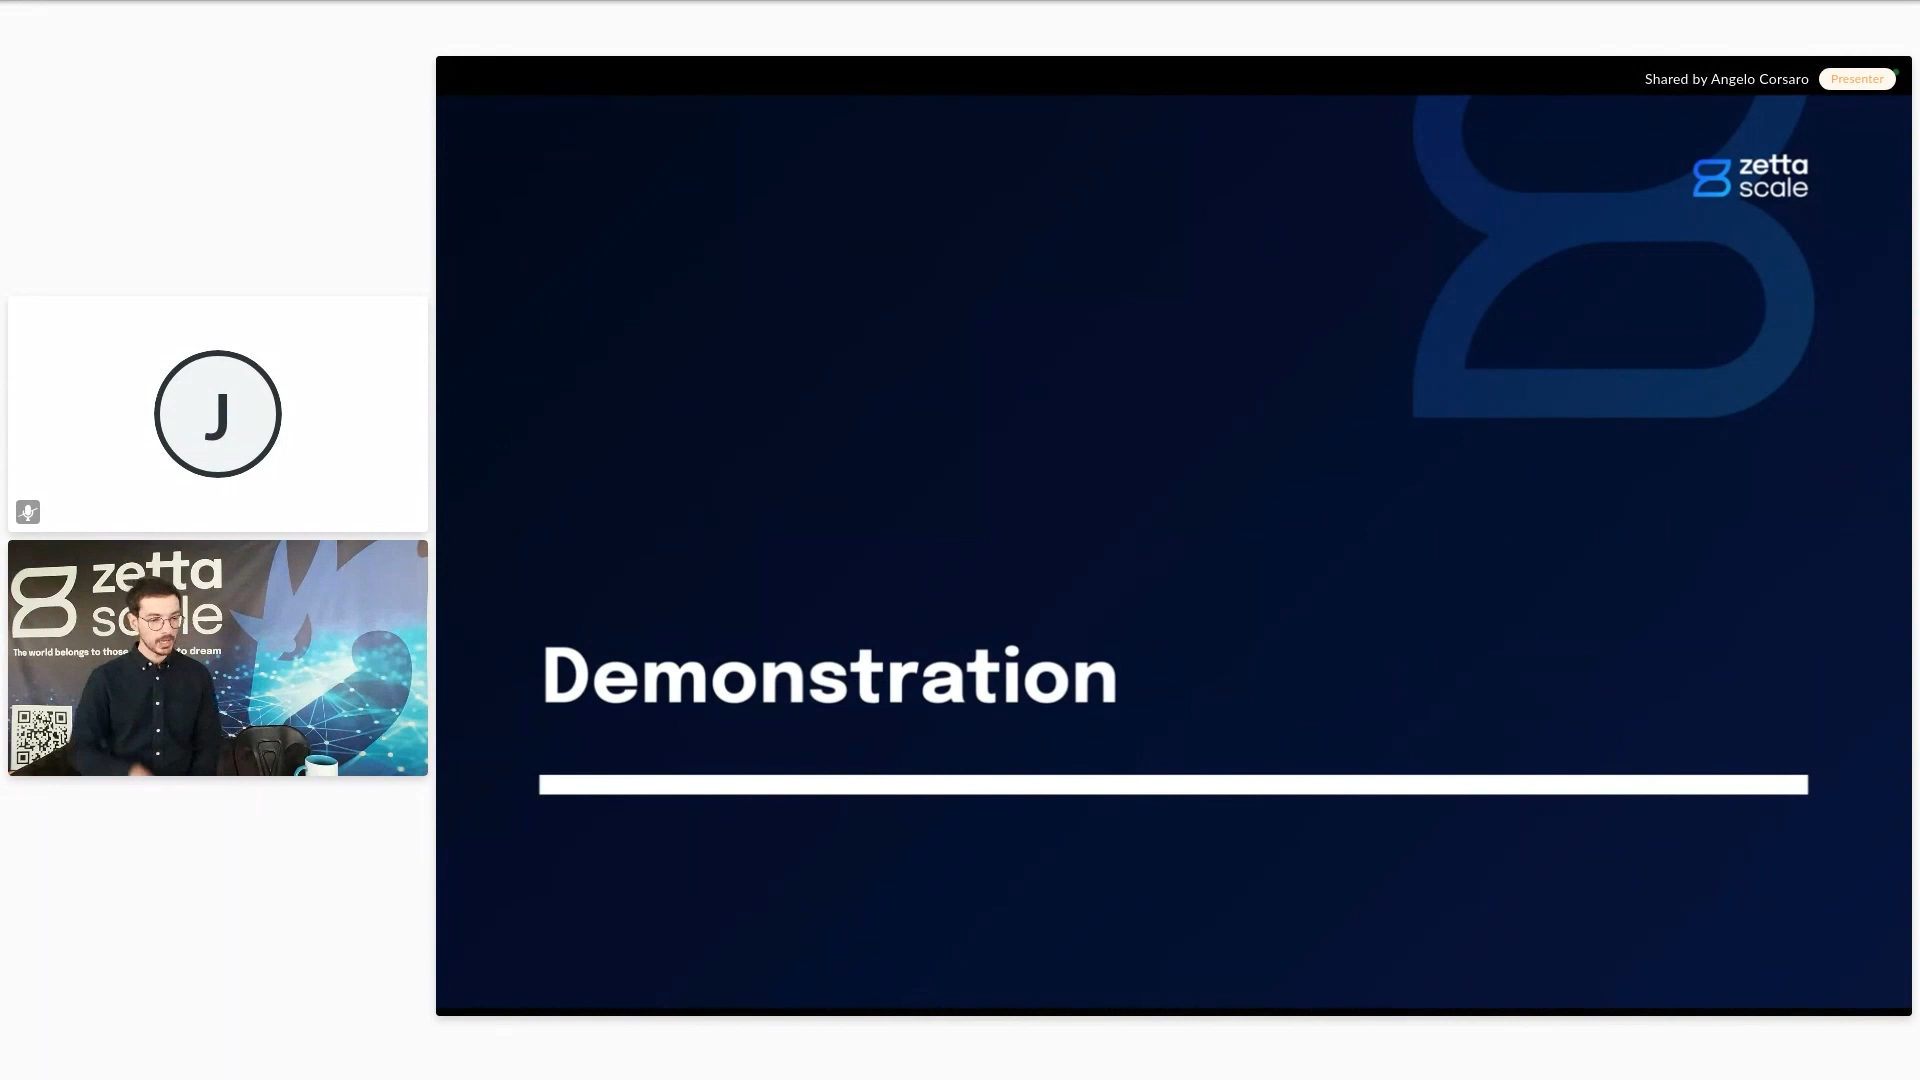 Shared by Angelo Corsaro
Presenter
zetta
scale
J
zetta
scale
The world belongs to those
to dream
Demonstration